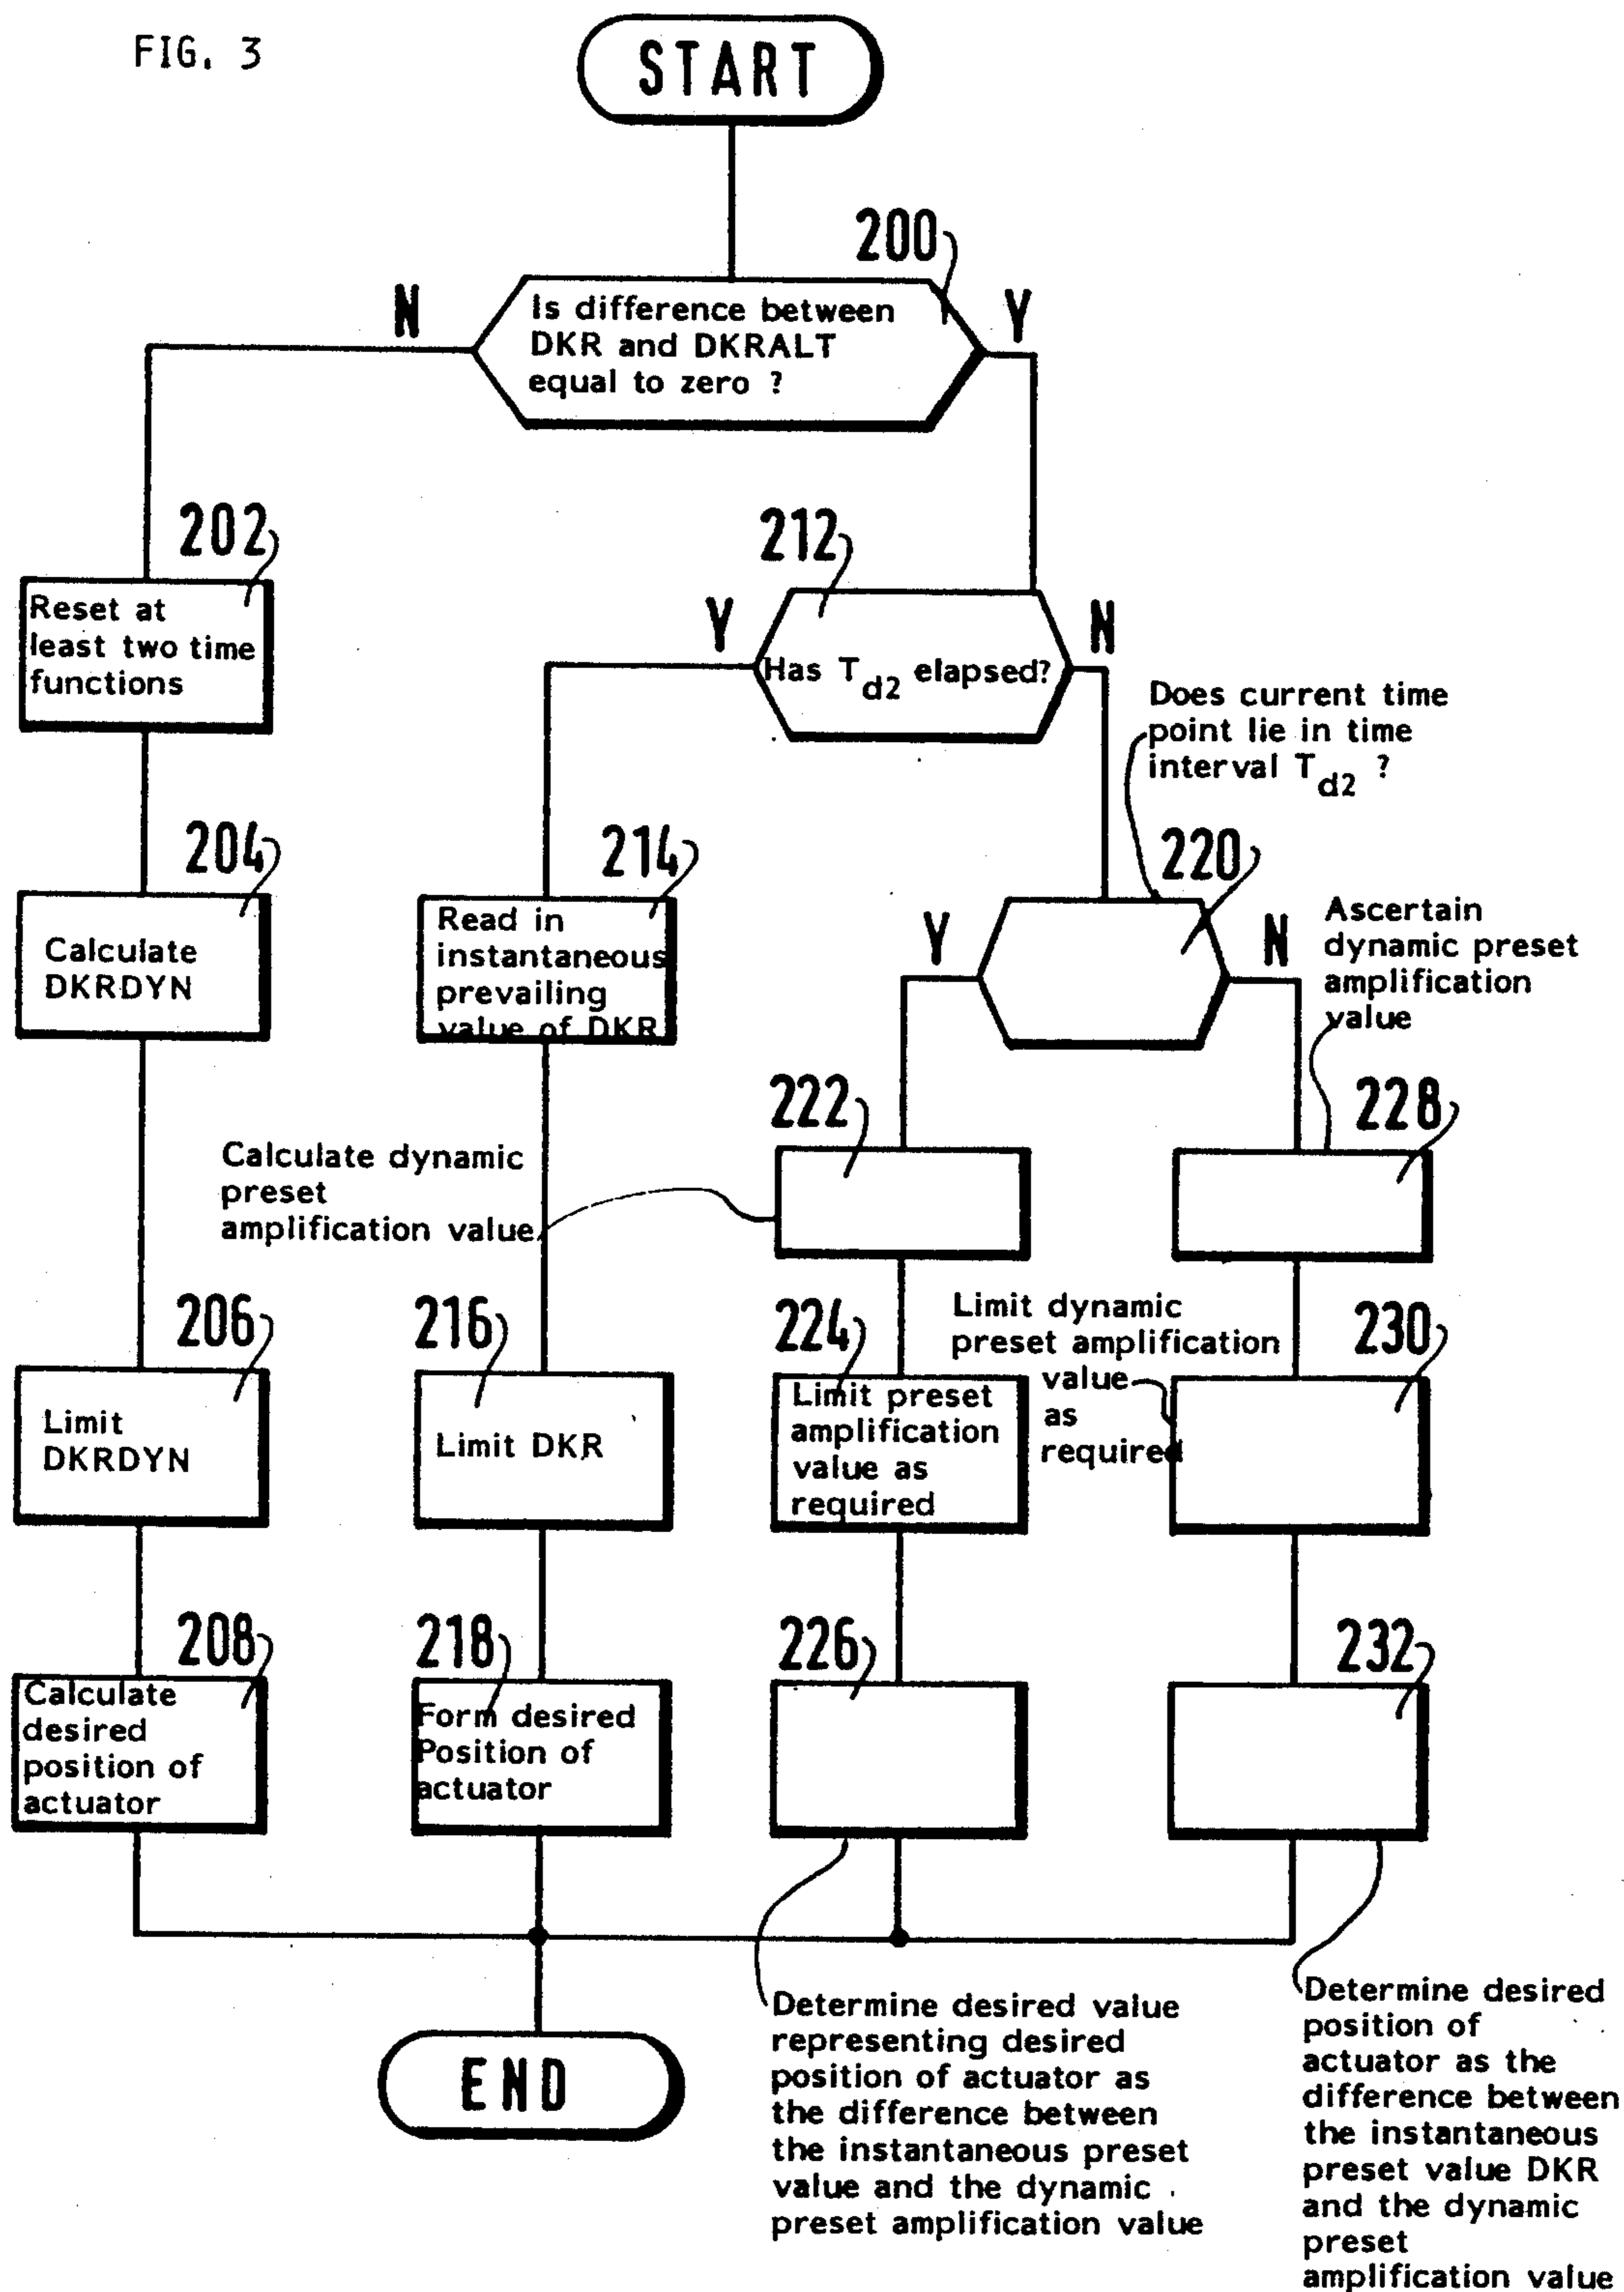 FIG. 3
START
200
N
Y
Is difference between
DKR and DKRALT
equal to zero ?
202
212
Reset at
least two time
functions
Y
N
Has Td2 elapsed?
Does current time
point lie in time
interval Td2 ?
204
214
220
Calculate
DKRDYN
Read in
instantaneous
prevailing
value of DKR
Y
N
Ascertain
dynamic preset
amplification
value
222
228
Calculate dynamic
preset
amplification value
206
216
224
Limit dynamic
preset amplification
value
as
required
230
Limit
DKRDYN
Limit DKR
Limit preset
amplification
value as
required
208
218
226
232
Calculate
desired
position of
actuator
Form desired
Position of
actuator
END
Determine desired value
representing desired
position of actuator as
the difference between
the instantaneous preset
value and the dynamic
preset amplification value
Determine desired
position of
actuator as the
difference between
the instantaneous
preset value DKR
and the dynamic
preset
amplification value